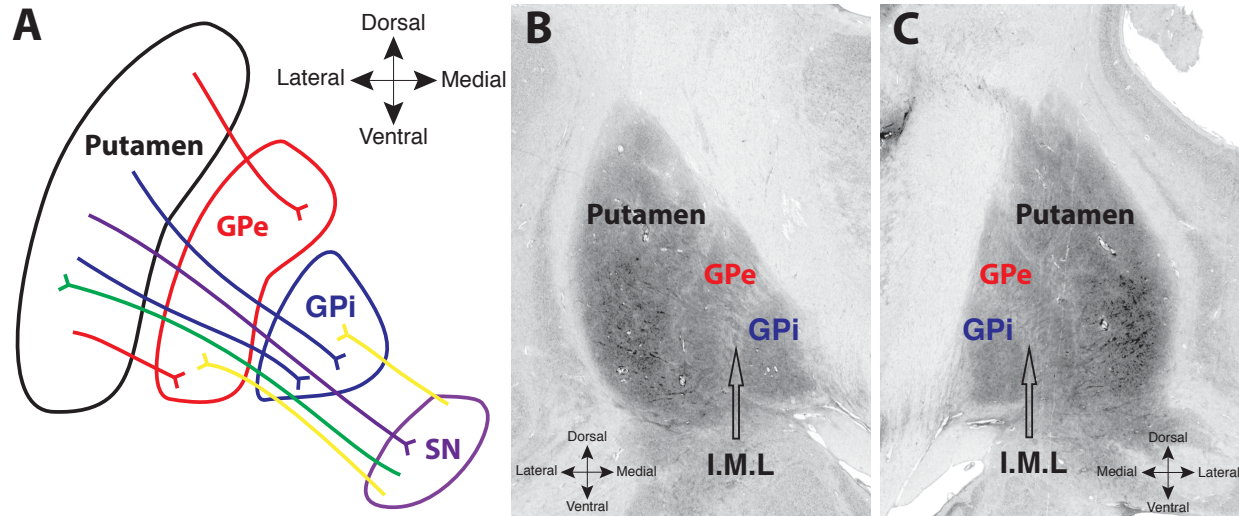 A
Dorsal
Lateral
Medial
Ventral
Putamen
GPe
GPi
SN
B
Putamen
GPe
GPi
I.M.L
Dorsal
Lateral
Medial
Ventral
C
Putamen
GPe
GPi
I.M.L
Dorsal
Medial
Lateral
Ventral